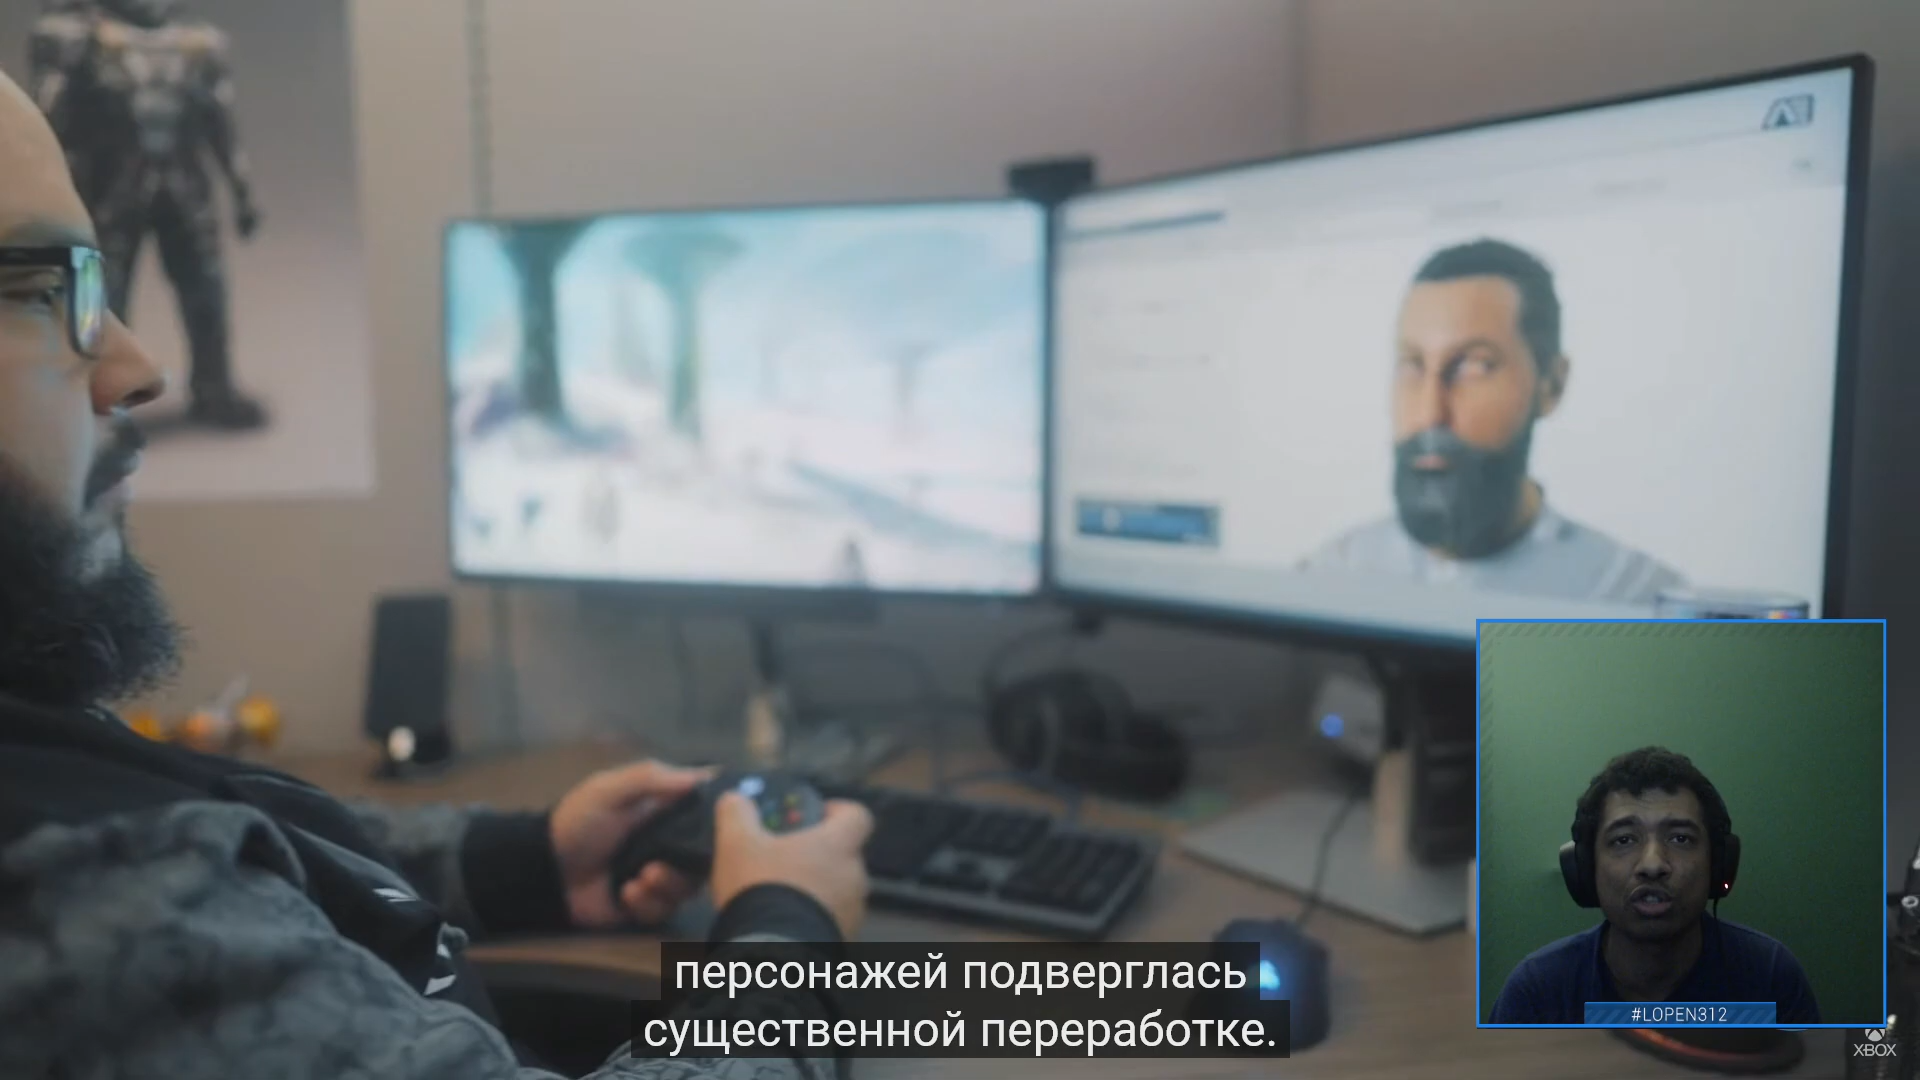 персонажей подверглась
существенной переработке.
#LOPEN312
XBOX